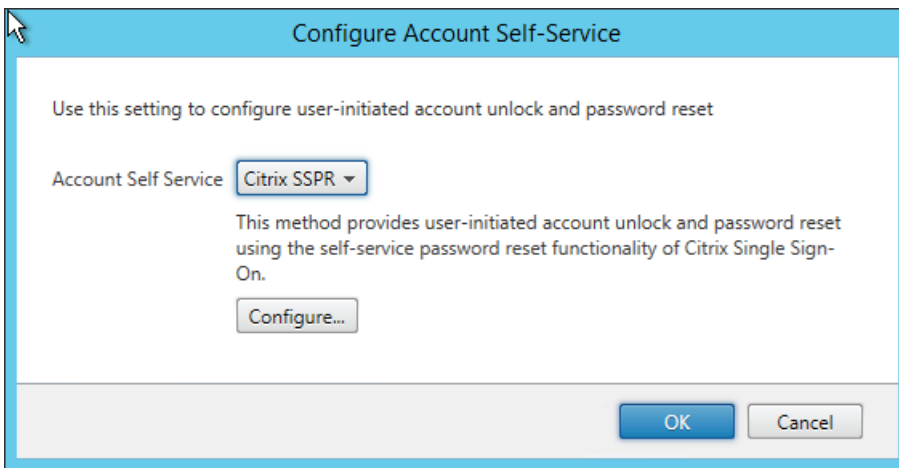 Configure Account Self-Service
Use this setting to configure user-initiated account unlock and password reset
Account Self Service Citrix SSPR
This method provides user-initiated account unlock and password reset
using the self-service password reset functionality of Citrix Single Sign-
On.
Configure...
OK Cancel